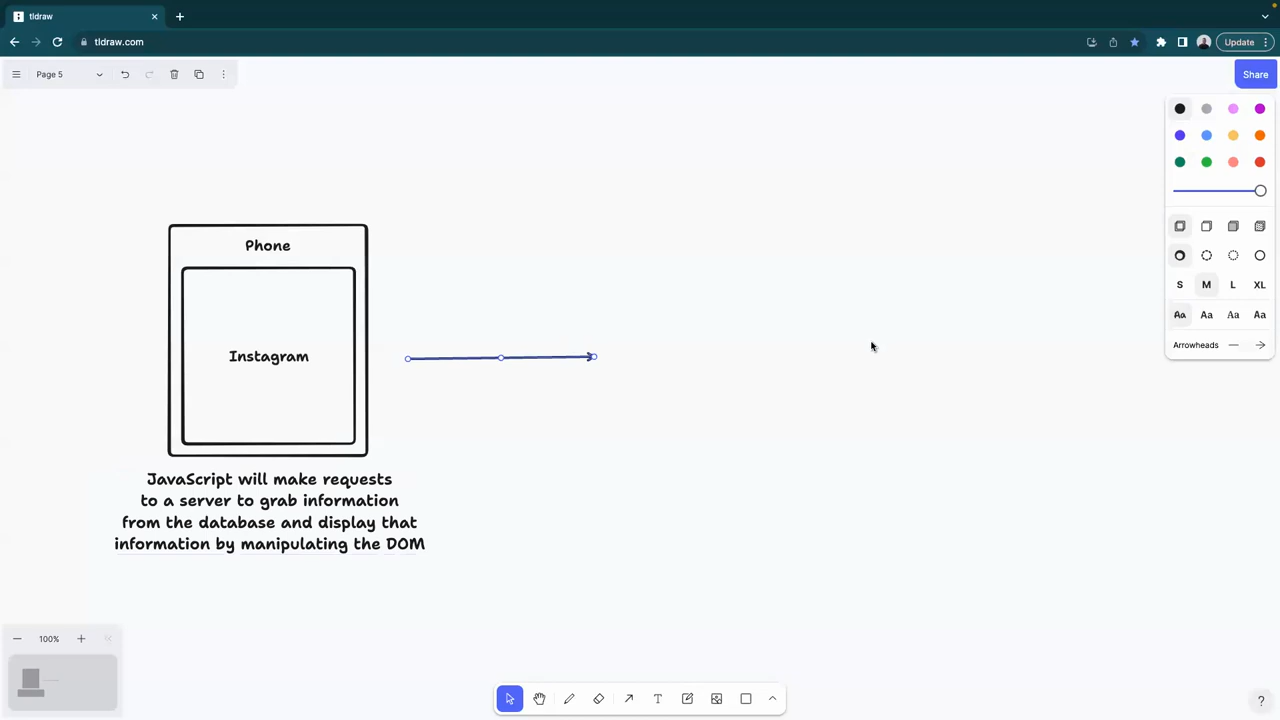 tldraw
tldraw.com
Update
Page 5
Share
Phone
Instagram
JavaScript will make requests
to a server to grab information
from the database and display that
information by manipulating the DOM
S M L XL
Aa Aa Aa Aa
Arrowheads
100%
T
?